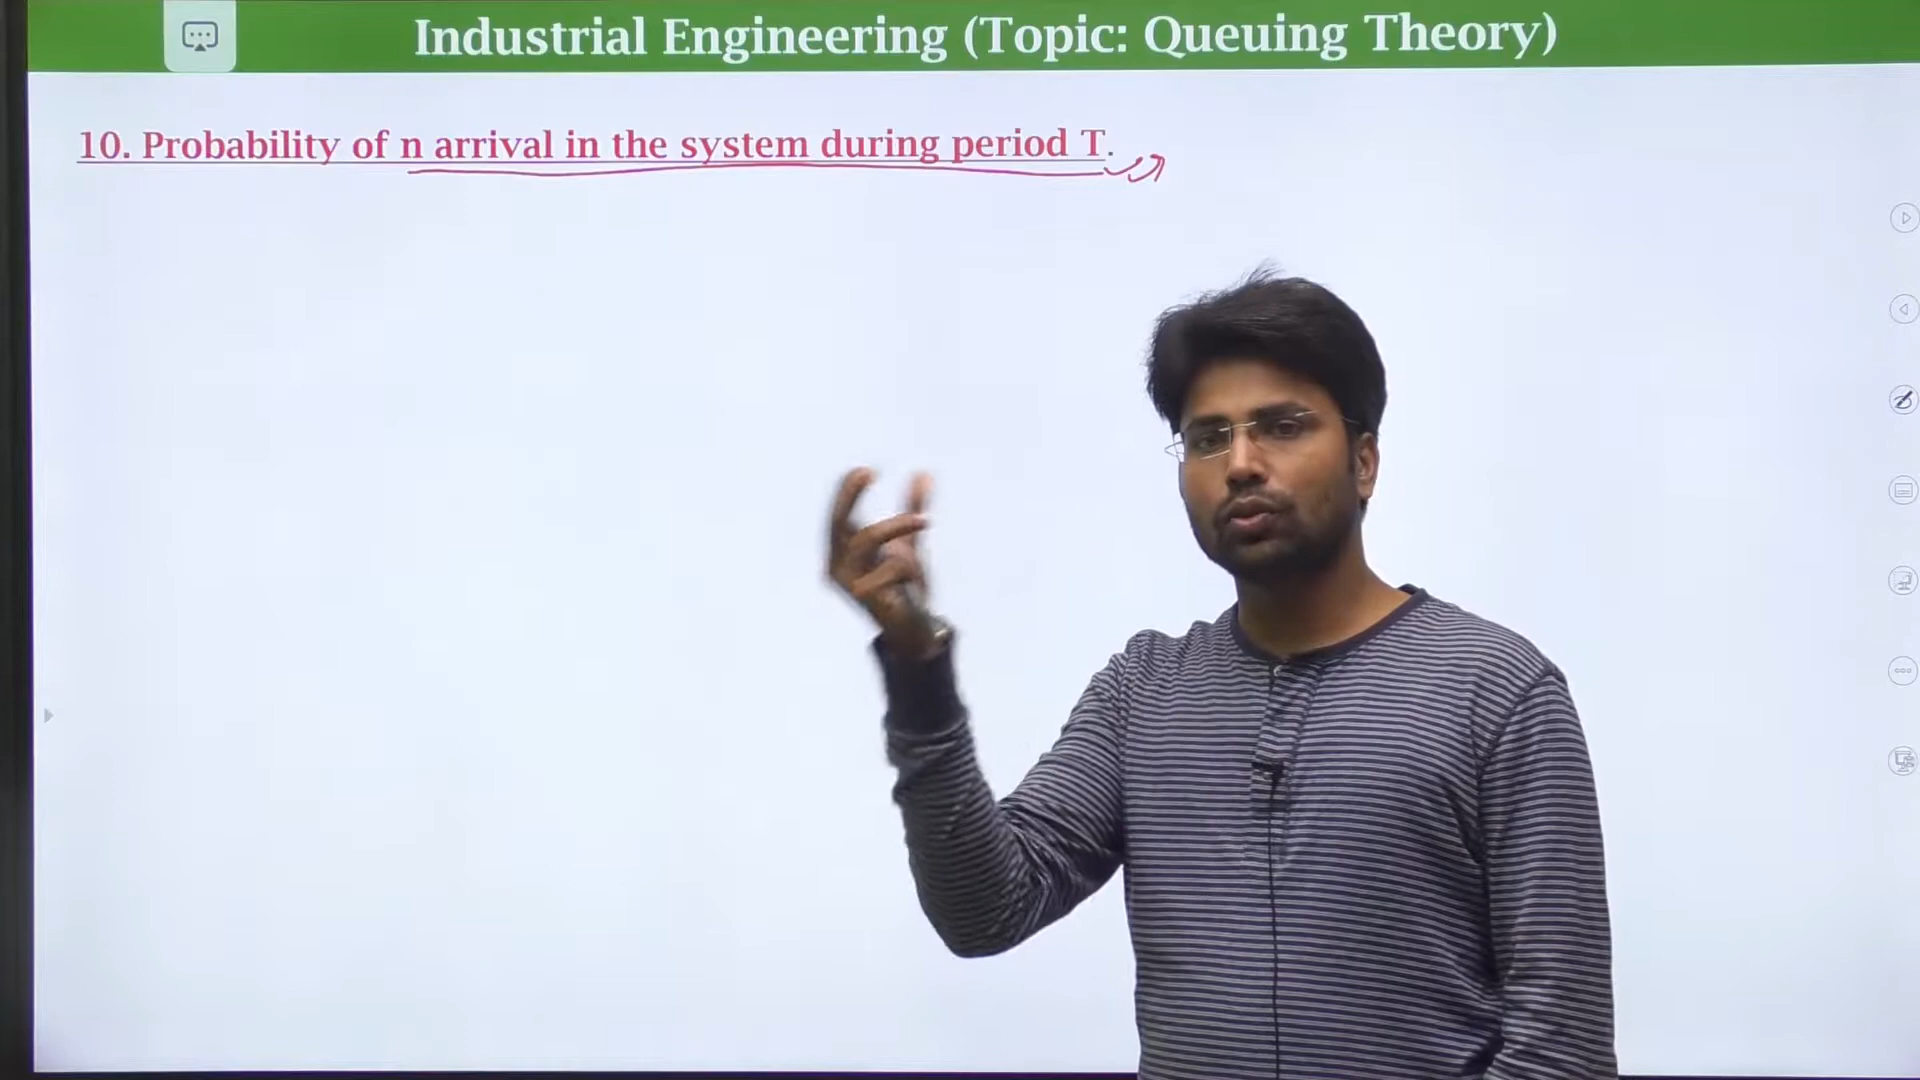 Industrial Engineering (Topic: Queuing Theory)
10. Probability of n arrival in the system during period T.